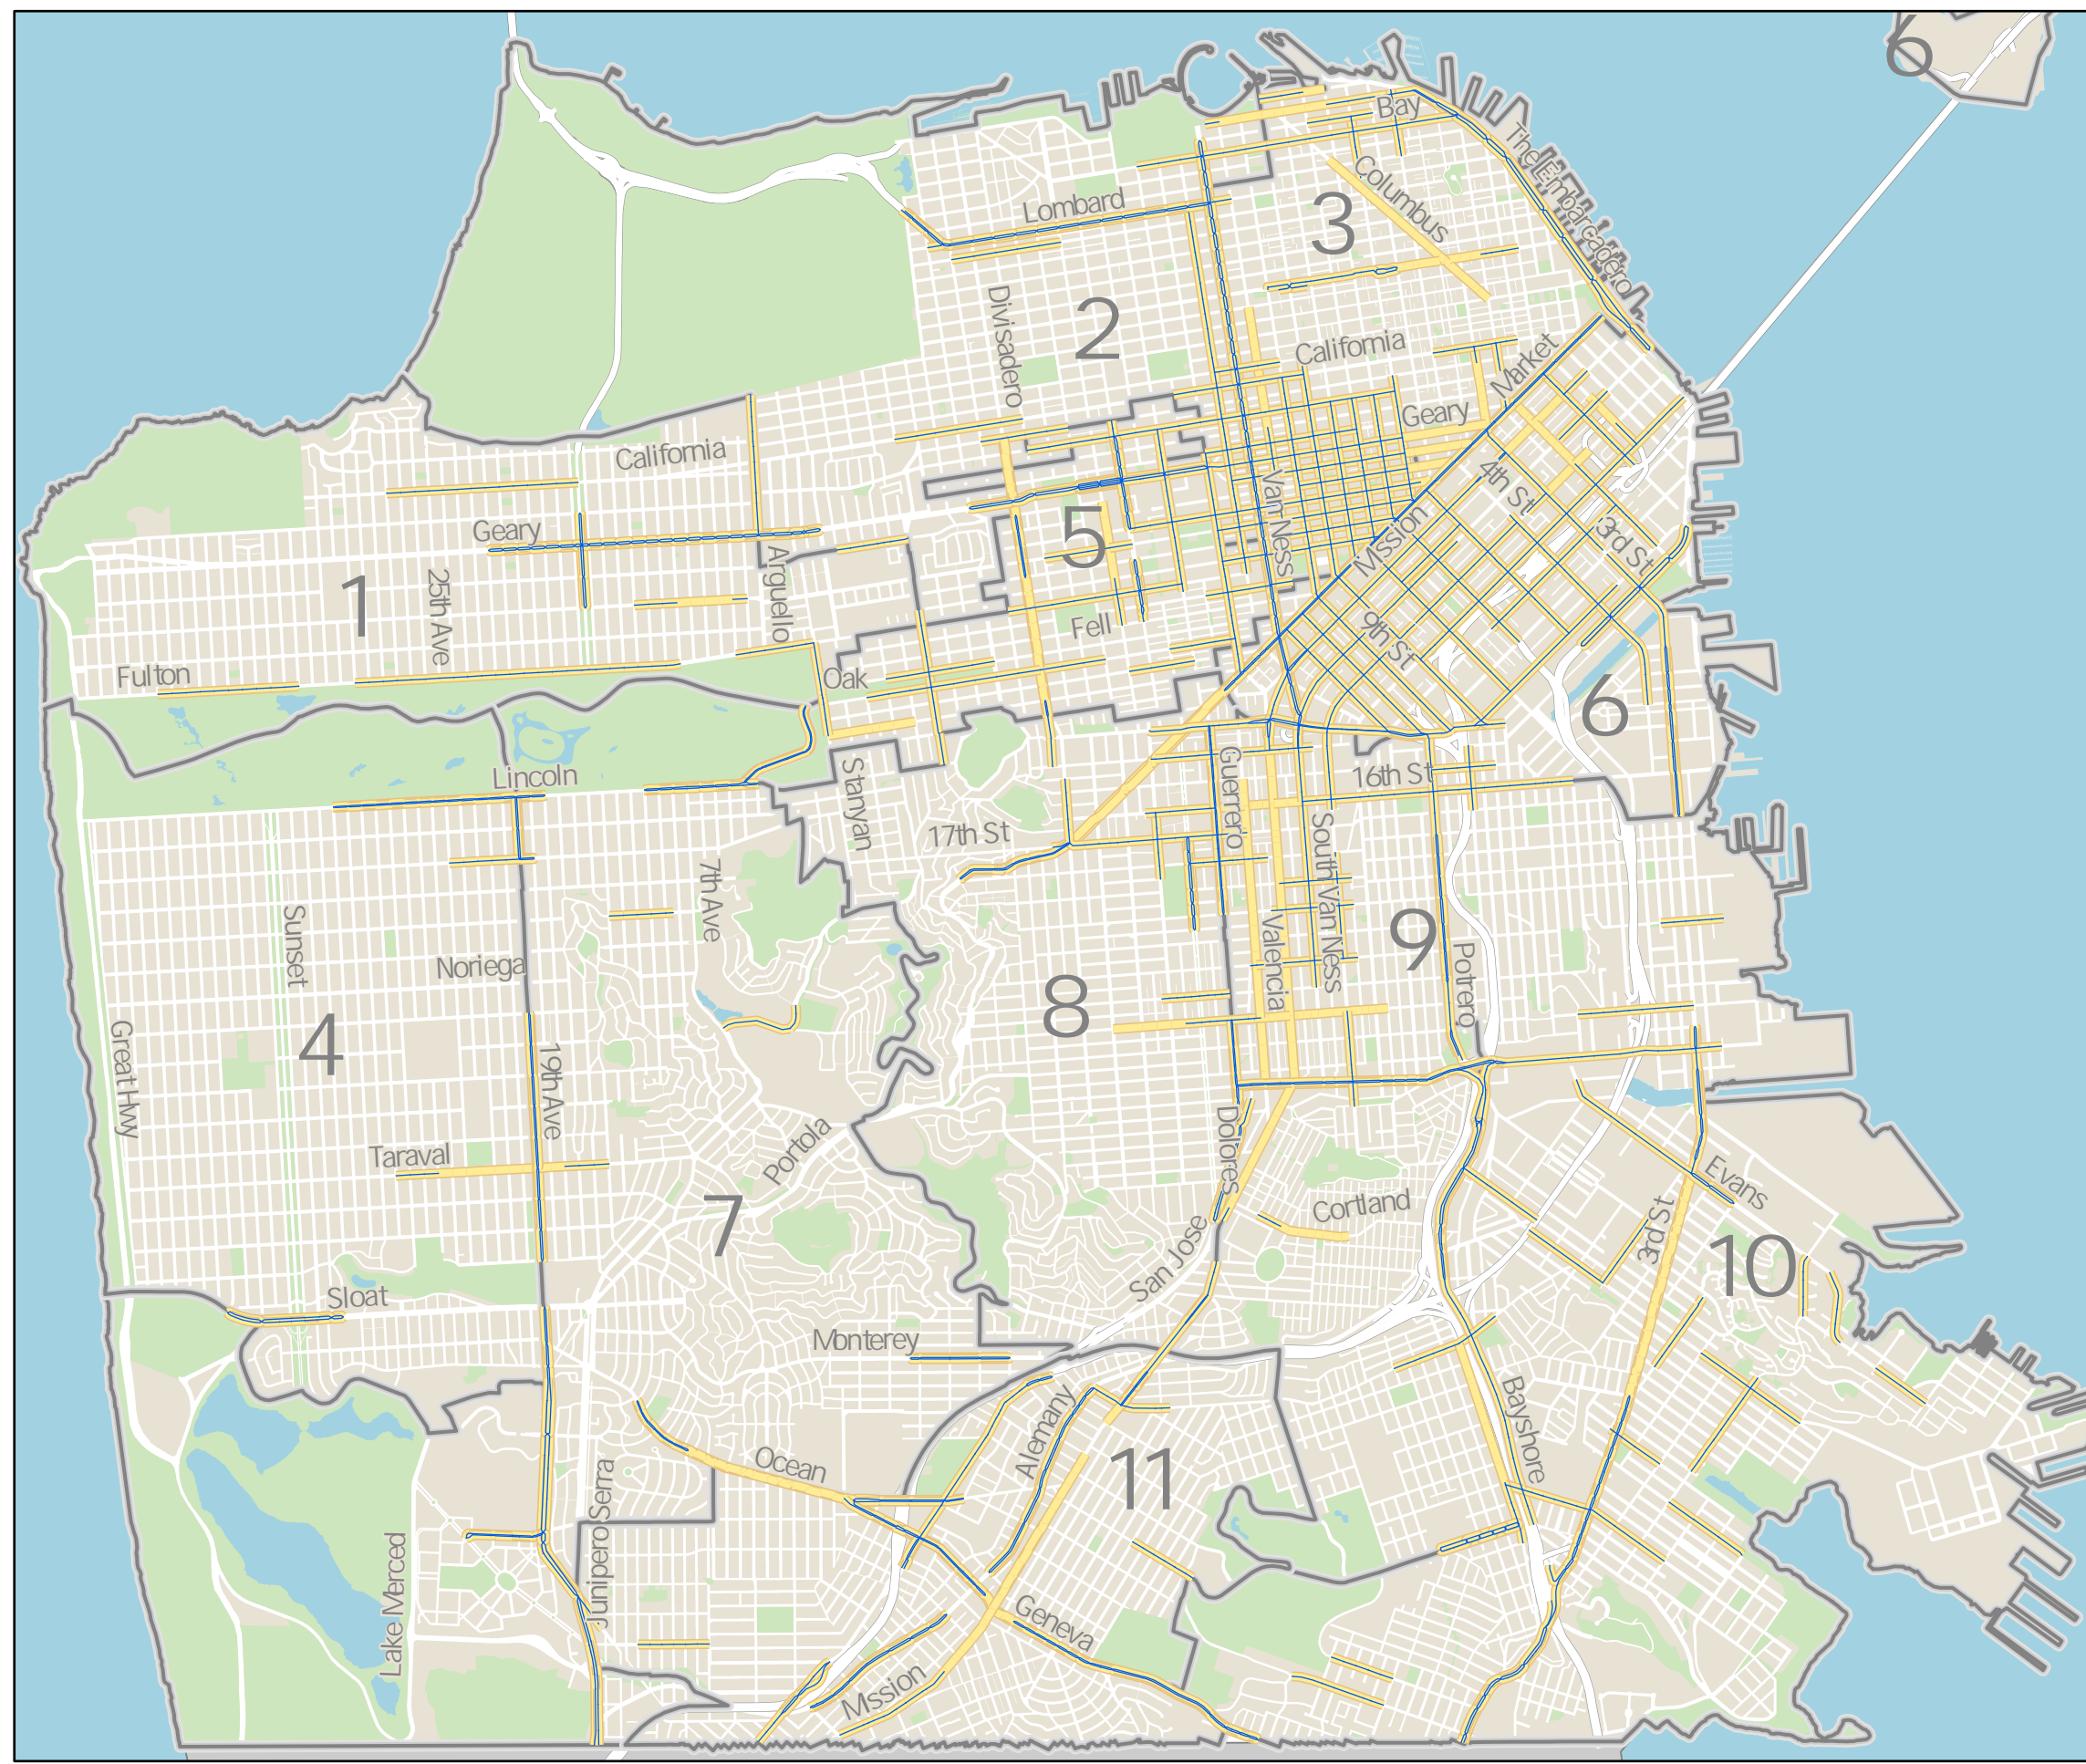 6
Bay
The Embarcadero
Columbus
Lombard
3
Divisadero
2
California
Market
Geary
California
Van Ness
4th St
Geary
5
Mission
3rd St
1
25th Ave
Arguello
Fell
9th St
Fulton
Oak
6
Lincoln
Stanyan
Guerrero
16th St
17th St
7th Ave
South Van Ness
Sunset
Valencia
9
Noriega
Potrero
8
4
Great Hwy
19th Ave
Taraval
Portola
Dolores
Evans
7
Cortland
3rd St
San Jose
10
Sloat
Monterey
Bayshore
Alemany
Ocean
11
Junipero Serra
Lake Merced
Geneva
Mission